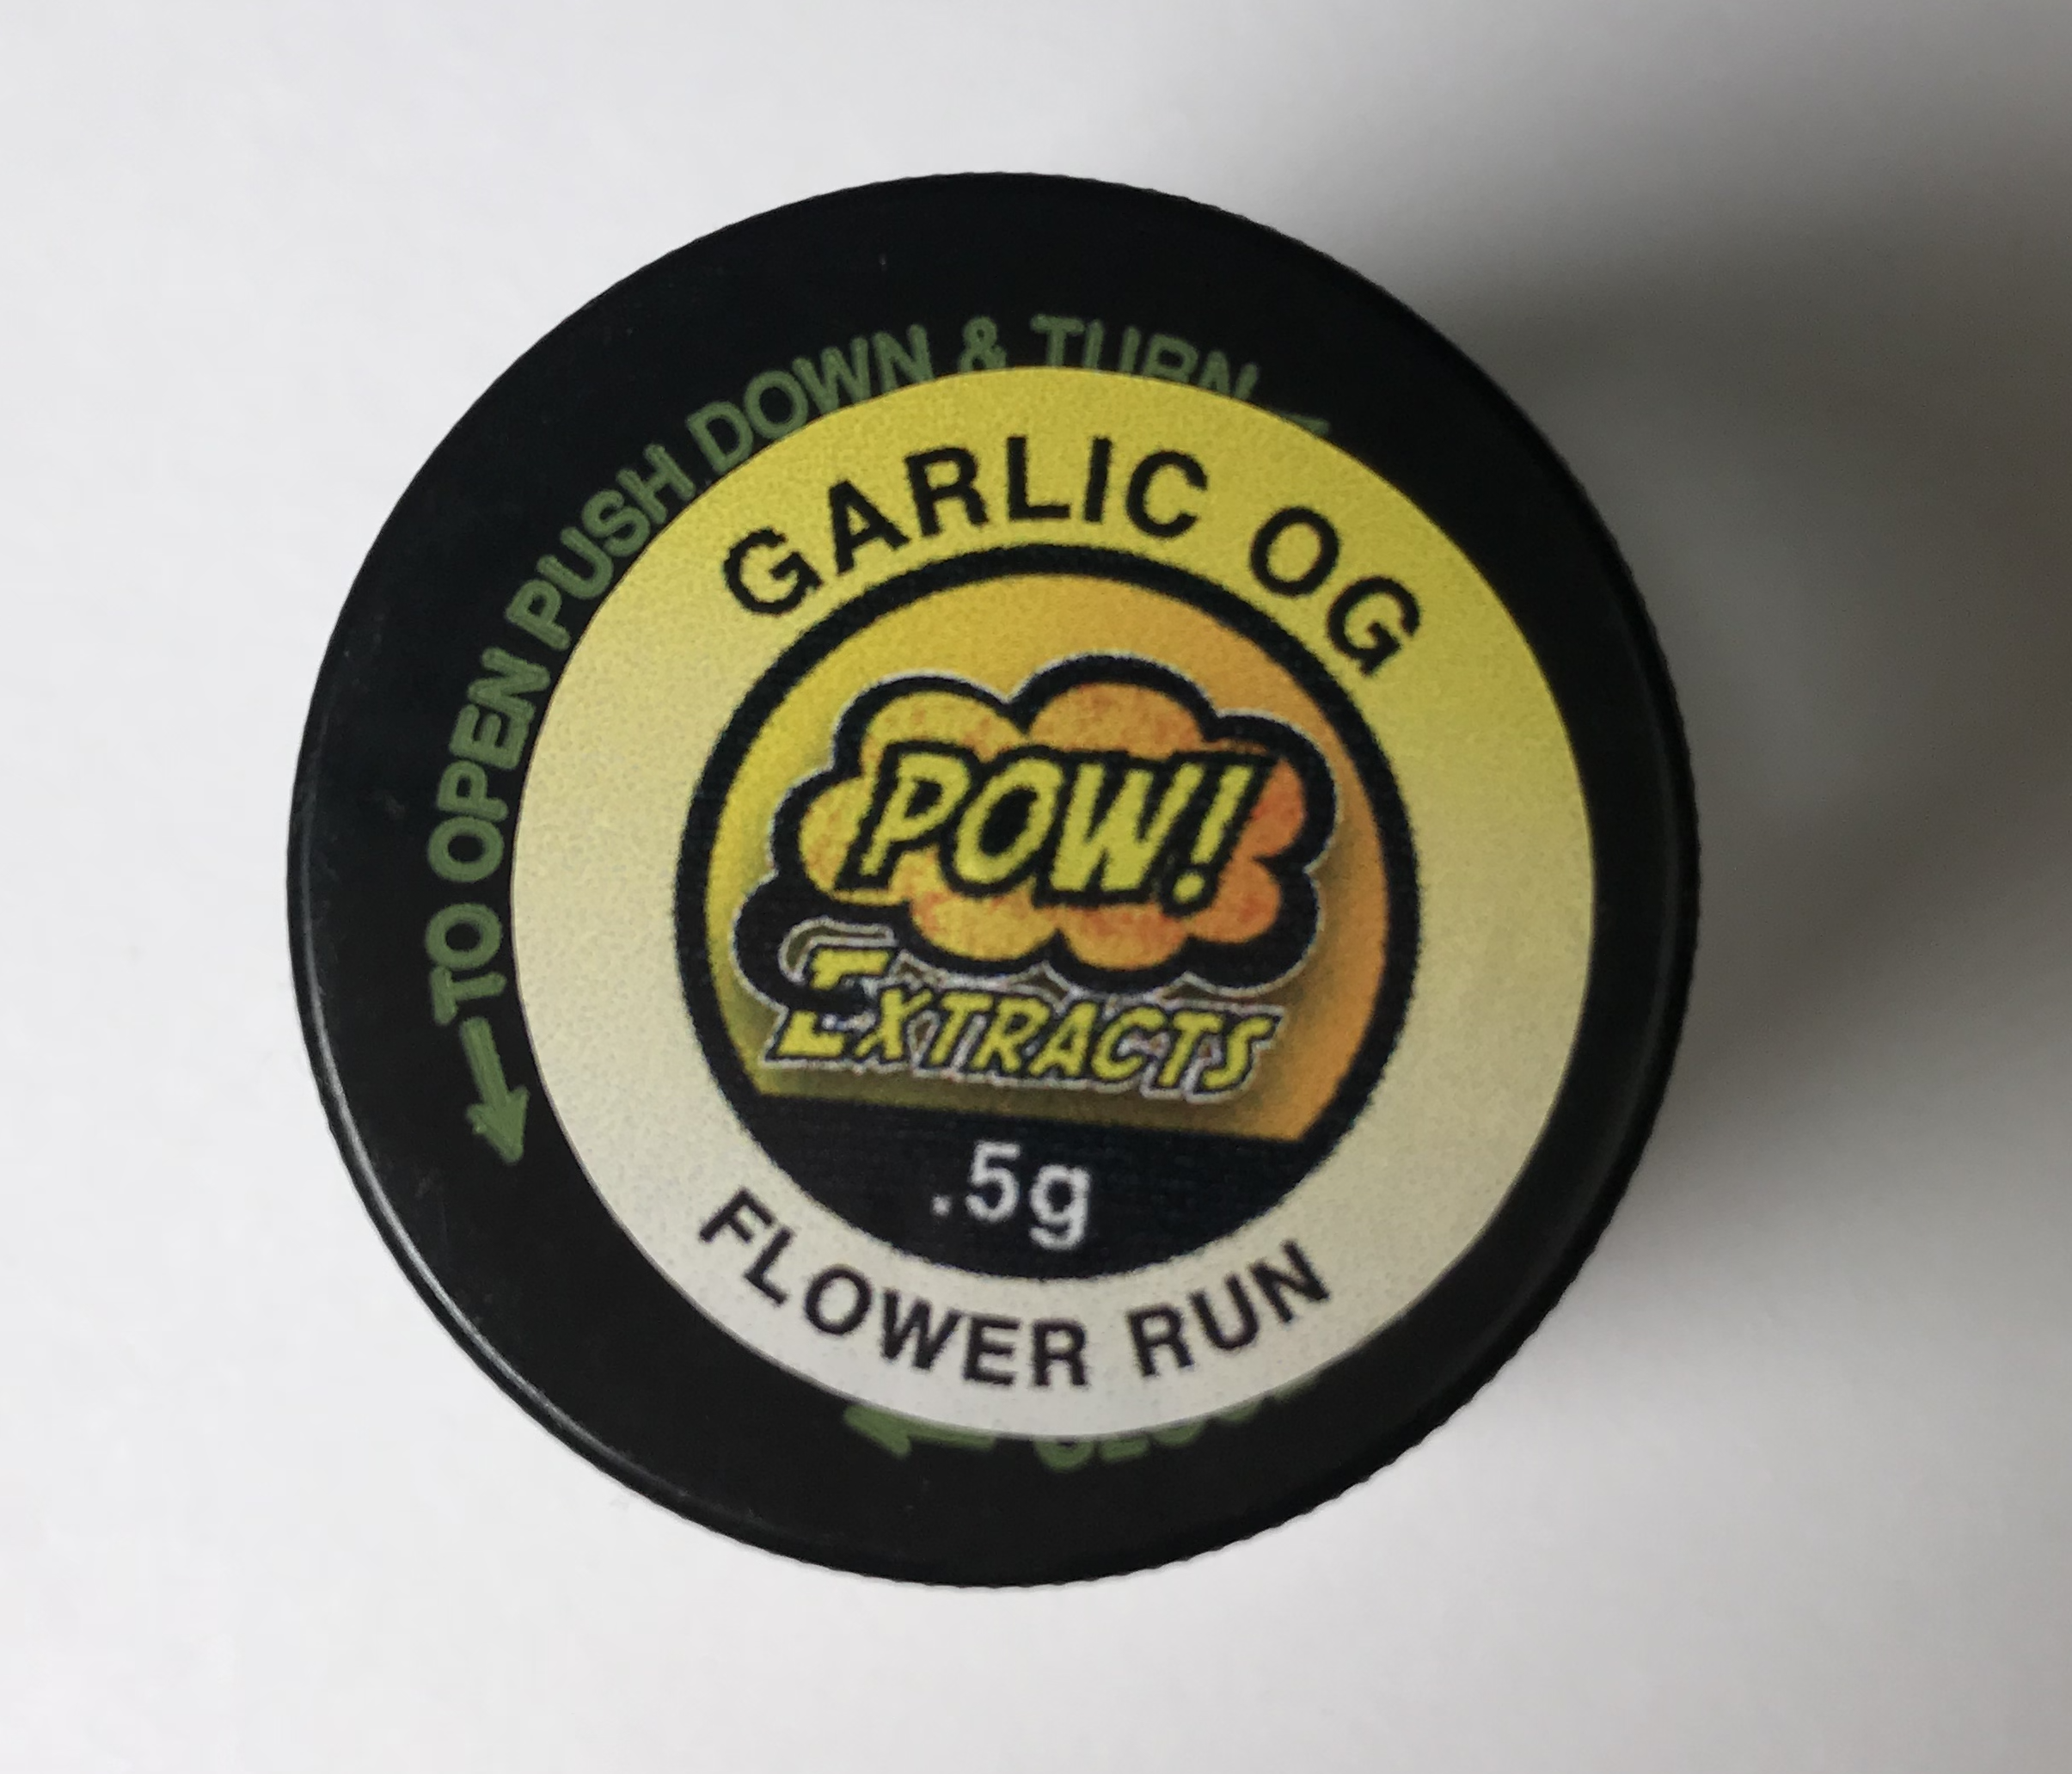 TO OPEN PUSH DOWN & TURN
GARLIC OG
POW!
EXTRACTS
.5g
FLOWER RUN